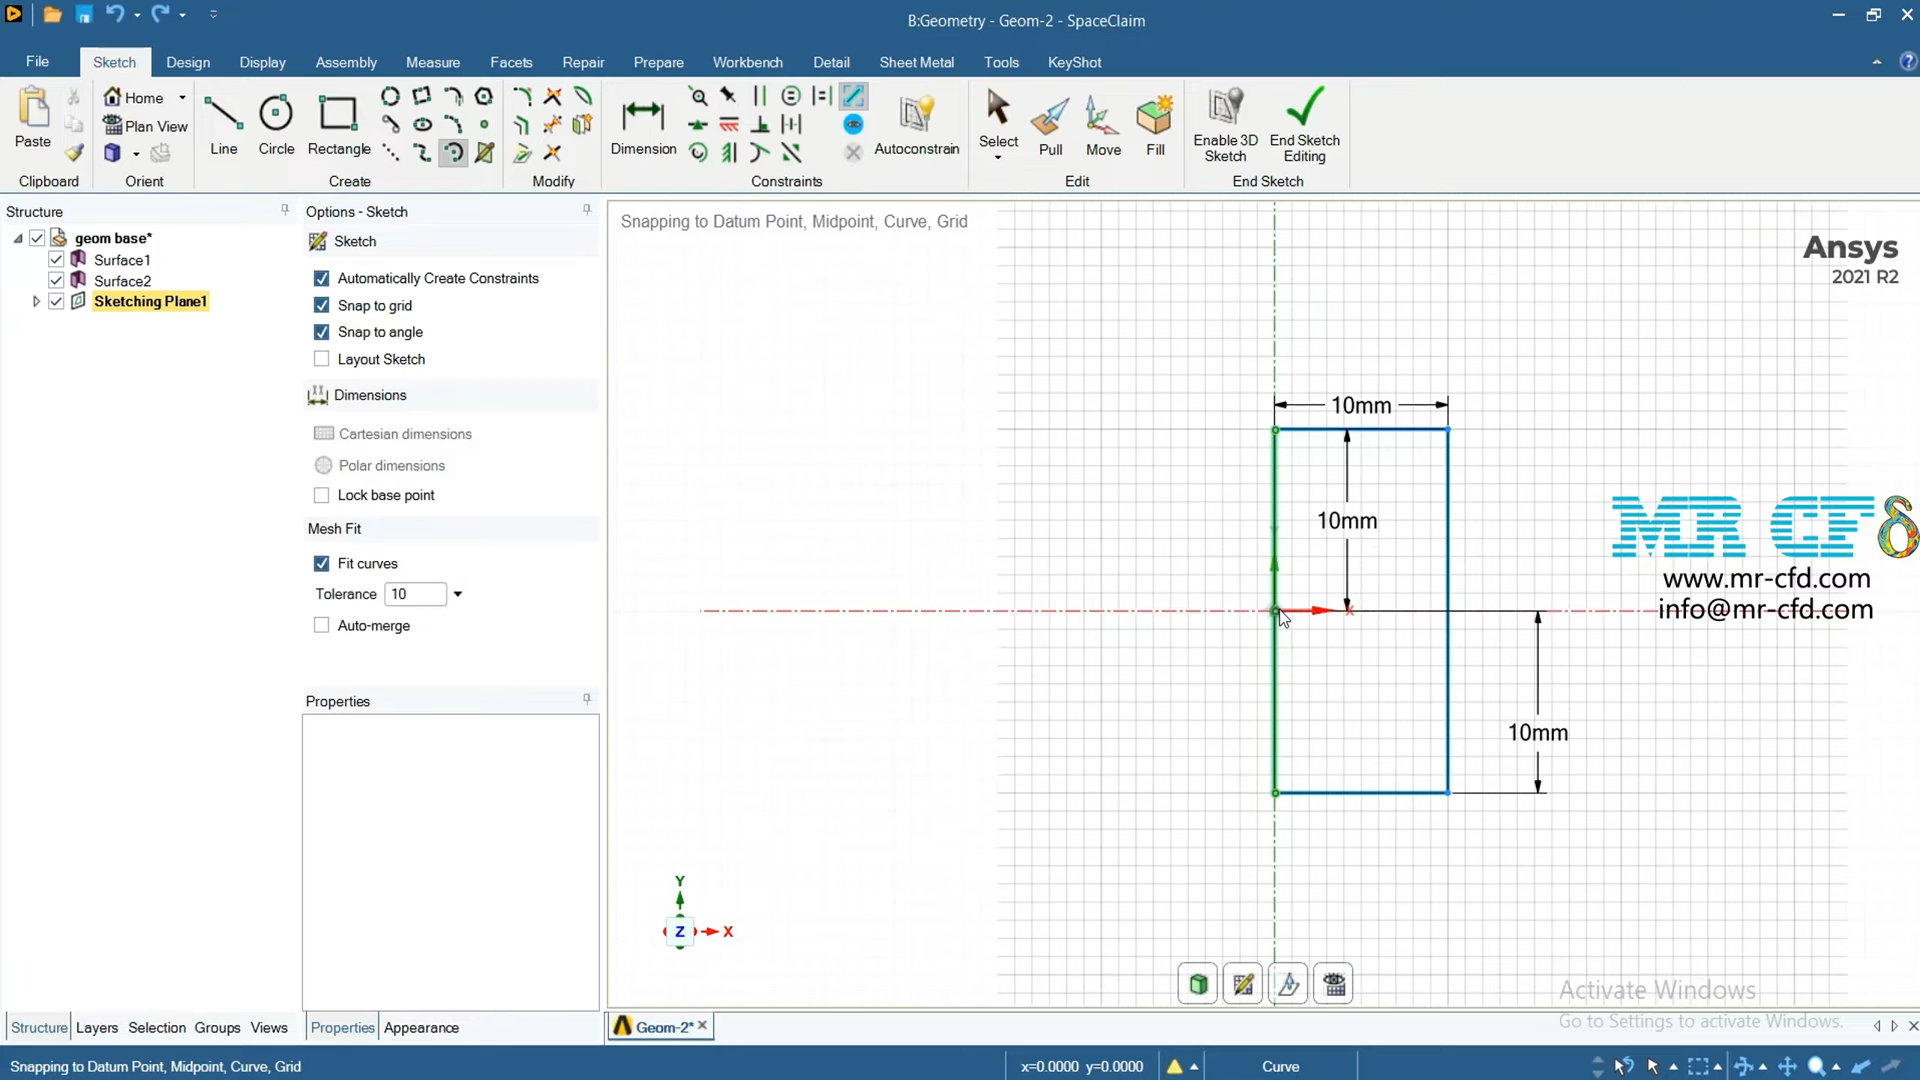 B:Geometry - Geom-2 - SpaceClaim
File
Sketch
Design
Display
Assembly
Measure
Facets
Repair
Prepare
Workbench
Detail
Sheet Metal
Tools
KeyShot
Paste
Home
Plan View
Line
Circle
Rectangle
Dimension
Autoconstrain
Select
Pull
Move
Fill
Enable 3D Sketch
End Sketch Editing
Clipboard
Orient
Create
Modify
Constraints
Edit
End Sketch
Structure
geom base*
Surface1
Surface2
Sketching Plane1
Options - Sketch
Sketch
Automatically Create Constraints
Snap to grid
Snap to angle
Layout Sketch
Dimensions
Cartesian dimensions
Polar dimensions
Lock base point
Mesh Fit
Fit curves
Tolerance 10
Auto-merge
Properties
Snapping to Datum Point, Midpoint, Curve, Grid
Ansys
2021 R2
10mm
10mm
10mm
X
MR CFδ
www.mr-cfd.com
info@mr-cfd.com
Y
Z
X
Activate Windows
Go to Settings to activate Windows.
Structure
Layers
Selection
Groups
Views
Properties
Appearance
Geom-2*
Snapping to Datum Point, Midpoint, Curve, Grid
x=0.0000 y=0.0000
Curve